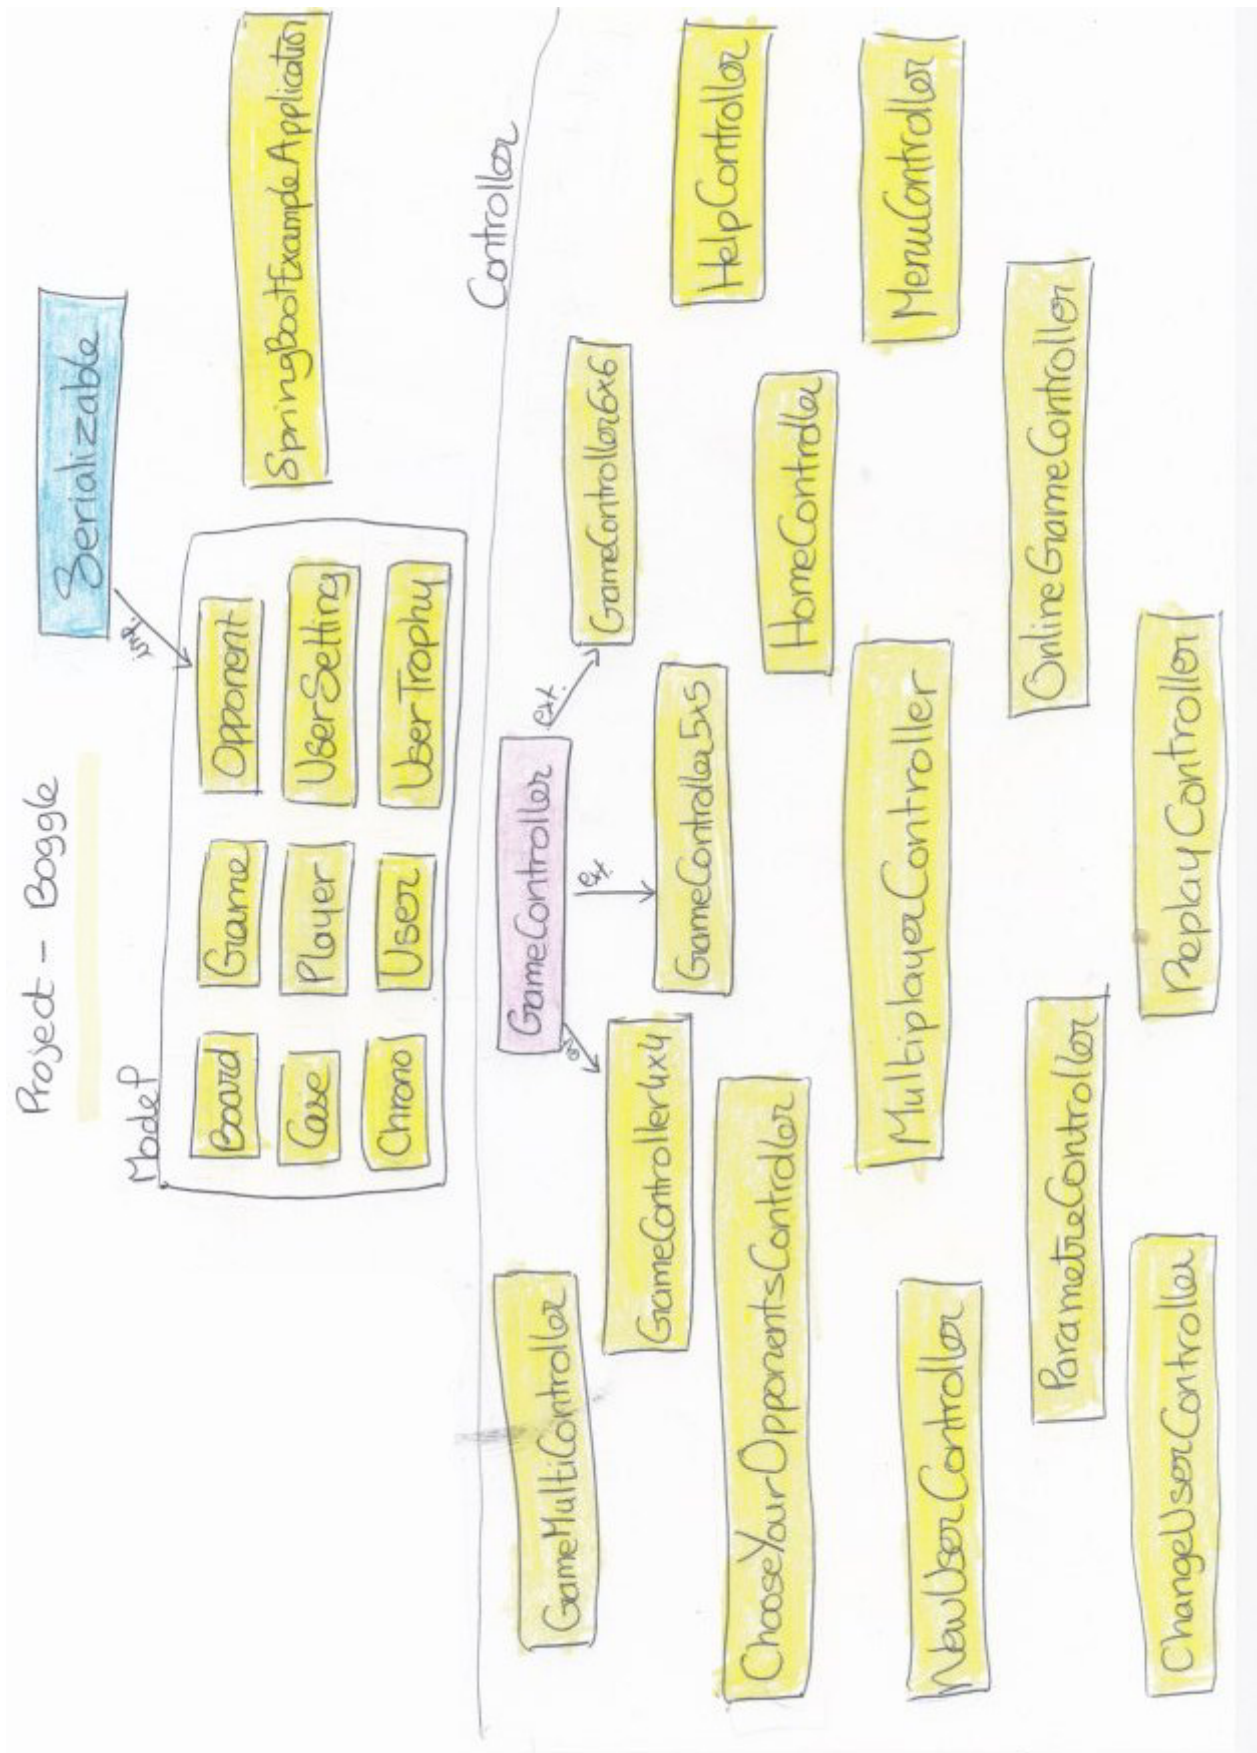 Project - Boggle
Serializable
imp.
Model
Board
Game
Opponent
Case
Player
UserSetting
Chrono
User
UserTrophy
SpringBootExampleApplication
Controller
GameController
ext.
ext.
GameMultiController
GameController4x4
GameController5x5
GameController6x6
HelpController
ChooseYourOpponentsController
HomeController
MultiplayerController
MenuController
NewUserController
OnlineGameController
ParametreController
ReplayController
ChangeUserController